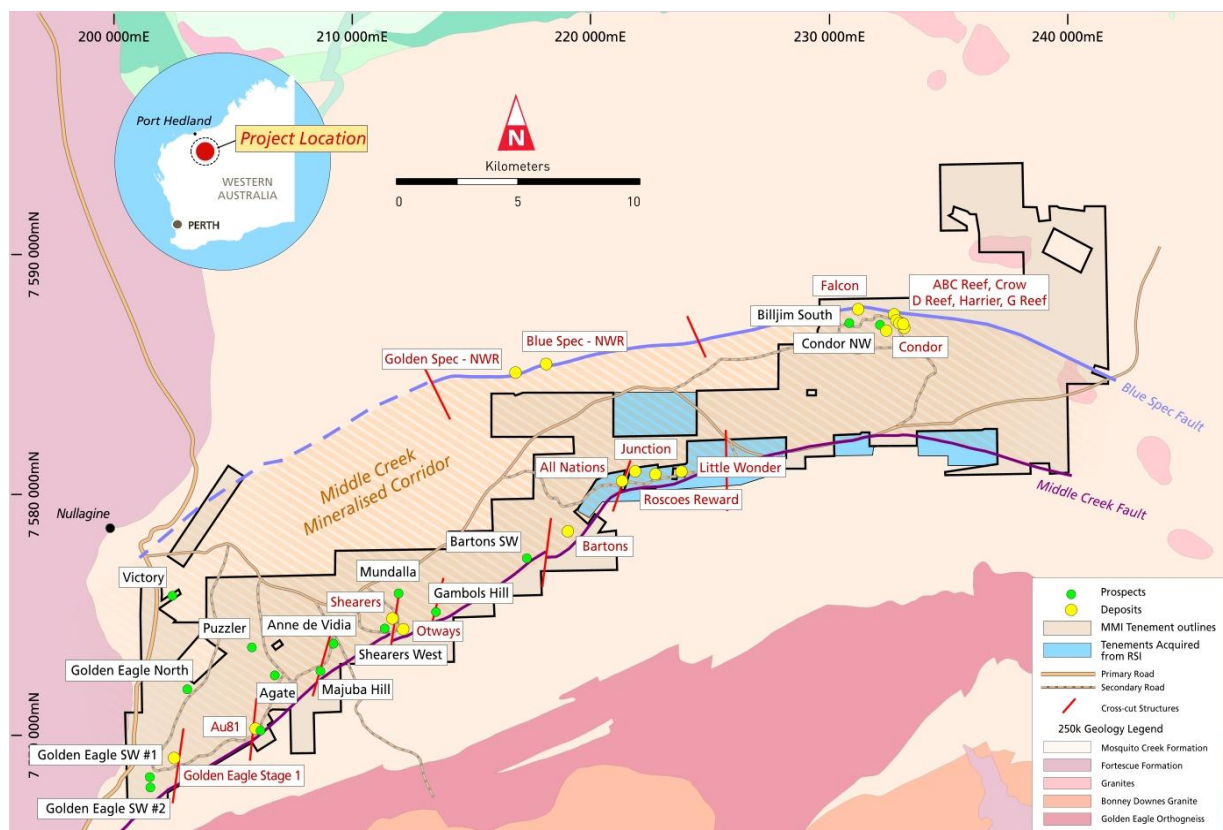 200 000mE
210 000mE
220 000mE
230 000mE
240 000mE
Port Hedland
Project Location
WESTERN
AUSTRALIA
PERTH
N
Kilometers
0
5
10
7 590 000mN
Falcon
ABC Reef, Crow
D Reef, Harrier, G Reef
Billjim South
Condor NW
Condor
Blue Spec - NWR
Golden Spec - NWR
Blue Spec Fault
Middle Creek
Mineralised Corridor
Junction
All Nations
Little Wonder
Roscoes Reward
Middle Creek Fault
7 580 000mN
Nullagine
Bartons SW
Bartons
Victory
Mundalla
Gambols Hill
Shearers
Anne de Vidia
Otways
Puzzler
Shearers West
Golden Eagle North
Agate
Majuba Hill
Au81
Golden Eagle SW #1
Golden Eagle Stage 1
Golden Eagle SW #2
000mN
Prospects
Deposits
MMI Tenement outlines
Tenements Acquired
from RSI
Primary Road
Secondary Road
Cross-cut Structures
250k Geology Legend
Mosquito Creek Formation
Fortescue Formation
Granites
Bonney Downes Granite
Golden Eagle Orthogneiss